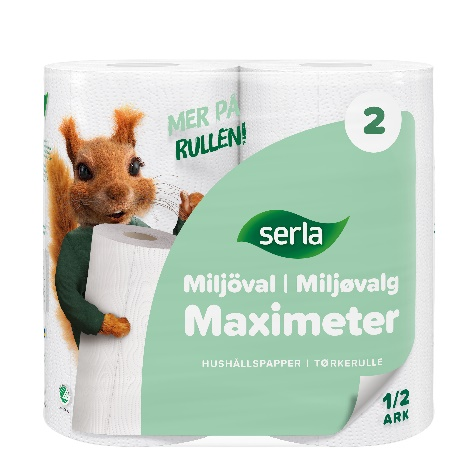 MER PÅ
RULLEN!
2
serla
Miljöval | Miljøvalg
Maximeter
HUSHÅLLSPAPPER | TØRKERULLE
1/2
ARK